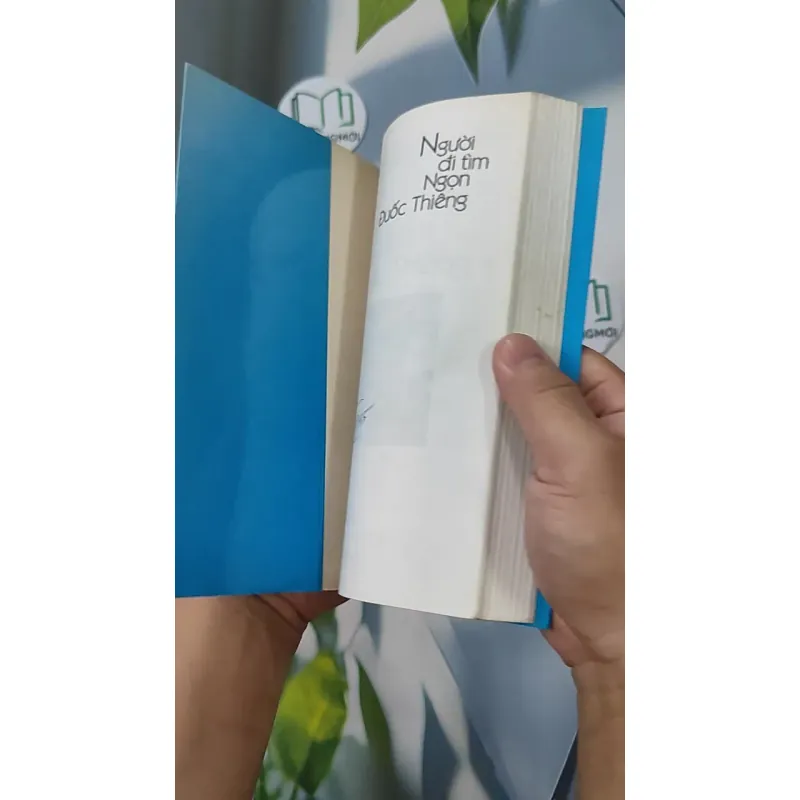 Người
đi tìm
Ngọn
Đuốc Thiêng